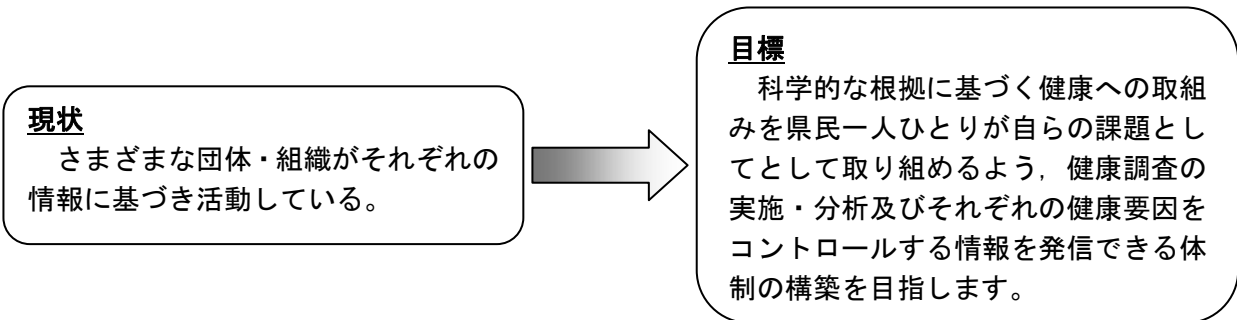 現状
さまざまな団体・組織がそれぞれの
情報に基づき活動している。
目標
科学的な根拠に基づく健康への取組
みを県民一人ひとりが自らの課題とし
てとして取り組めるよう，健康調査の
実施・分析及びそれぞれの健康要因を
コントロールする情報を発信できる体
制の構築を目指します。